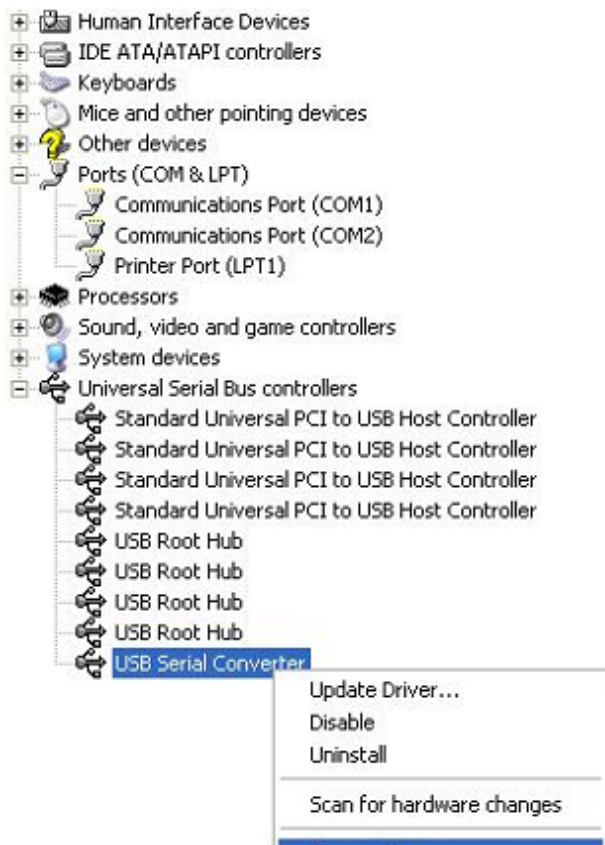 Human Interface Devices
IDE ATA/ATAPI controllers
Keyboards
Mice and other pointing devices
Other devices
Ports (COM & LPT)
Communications Port (COM1)
Communications Port (COM2)
Printer Port (LPT1)
Processors
Sound, video and game controllers
System devices
Universal Serial Bus controllers
Standard Universal PCI to USB Host Controller
Standard Universal PCI to USB Host Controller
Standard Universal PCI to USB Host Controller
Standard Universal PCI to USB Host Controller
USB Root Hub
USB Root Hub
USB Root Hub
USB Root Hub
USB Serial Converter
Update Driver...
Disable
Uninstall
Scan for hardware changes